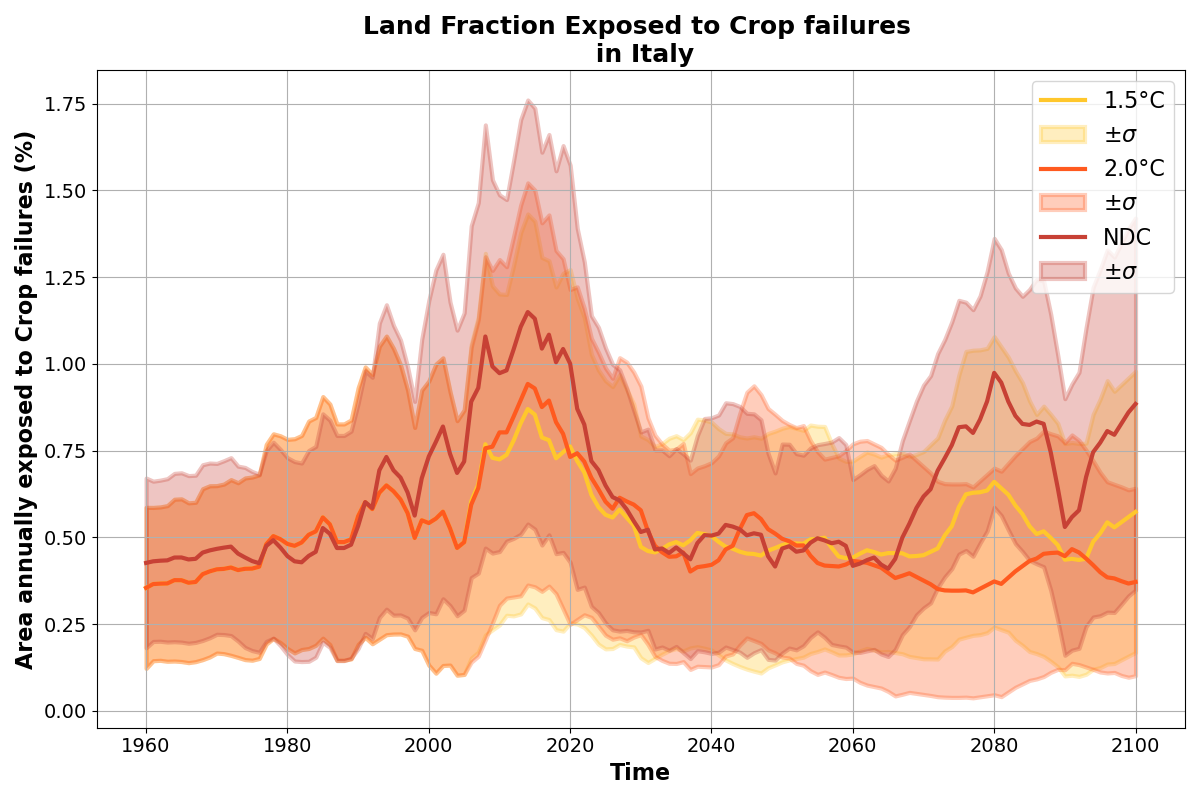 Land Fraction Exposed to Crop failures
in Italy
Area annually exposed to Crop failures (%)
1.75
1.50
1.25
1.00
0.75
0.50
0.25
0.00
1.5°C
±σ
2.0°C
±σ
NDC
±σ
1960
1980
2000
2020
2040
2060
2080
2100
Time